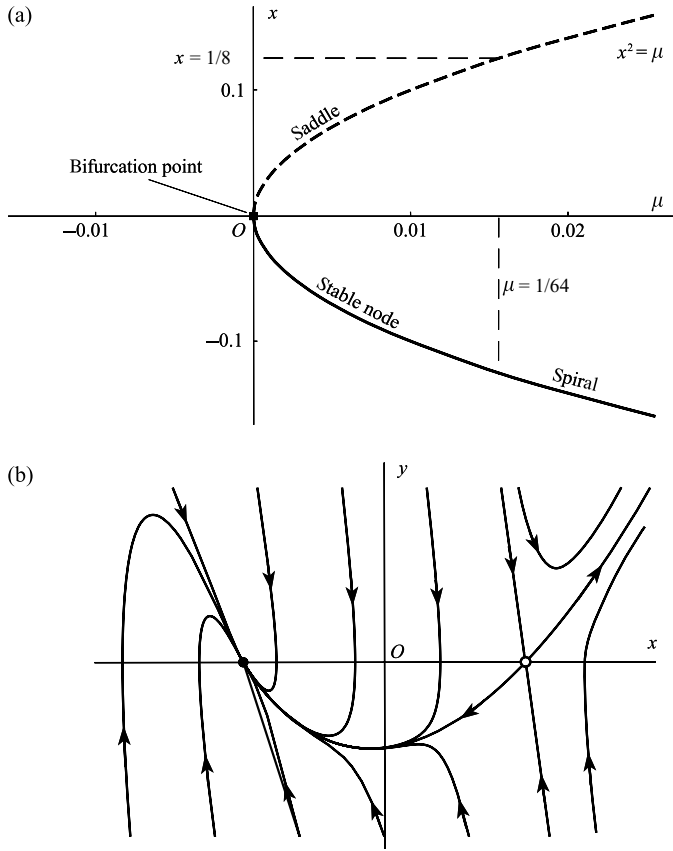 (a)
x
x = 1/8
x² = μ
0.1
Saddle
Bifurcation point
μ
−0.01
O
0.01
0.02
Stable node
μ = 1/64
−0.1
Spiral
(b)
y
O
x